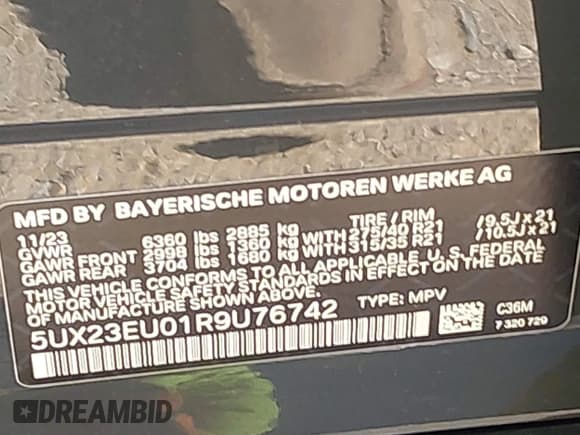 MFD BY BAYERISCHE MOTOREN WERKE AG
11/23
GVWR 6360 lbs 2885 kg TIRE / RIM
GAWR FRONT 2998 lbs 1360 kg WITH 275/40 R21 /9.5J x 21
GAWR REAR 3704 lbs 1680 kg WITH 315/35 R21 /10.5J x 21
THIS VEHICLE CONFORMS TO ALL APPLICABLE U. S. FEDERAL
MOTOR VEHICLE SAFETY STANDARDS IN EFFECT ON THE DATE
OF MANUFACTURE SHOWN ABOVE.
5UX23EU01R9U76742 TYPE: MPV C36M
7 320 729
DREAMBID